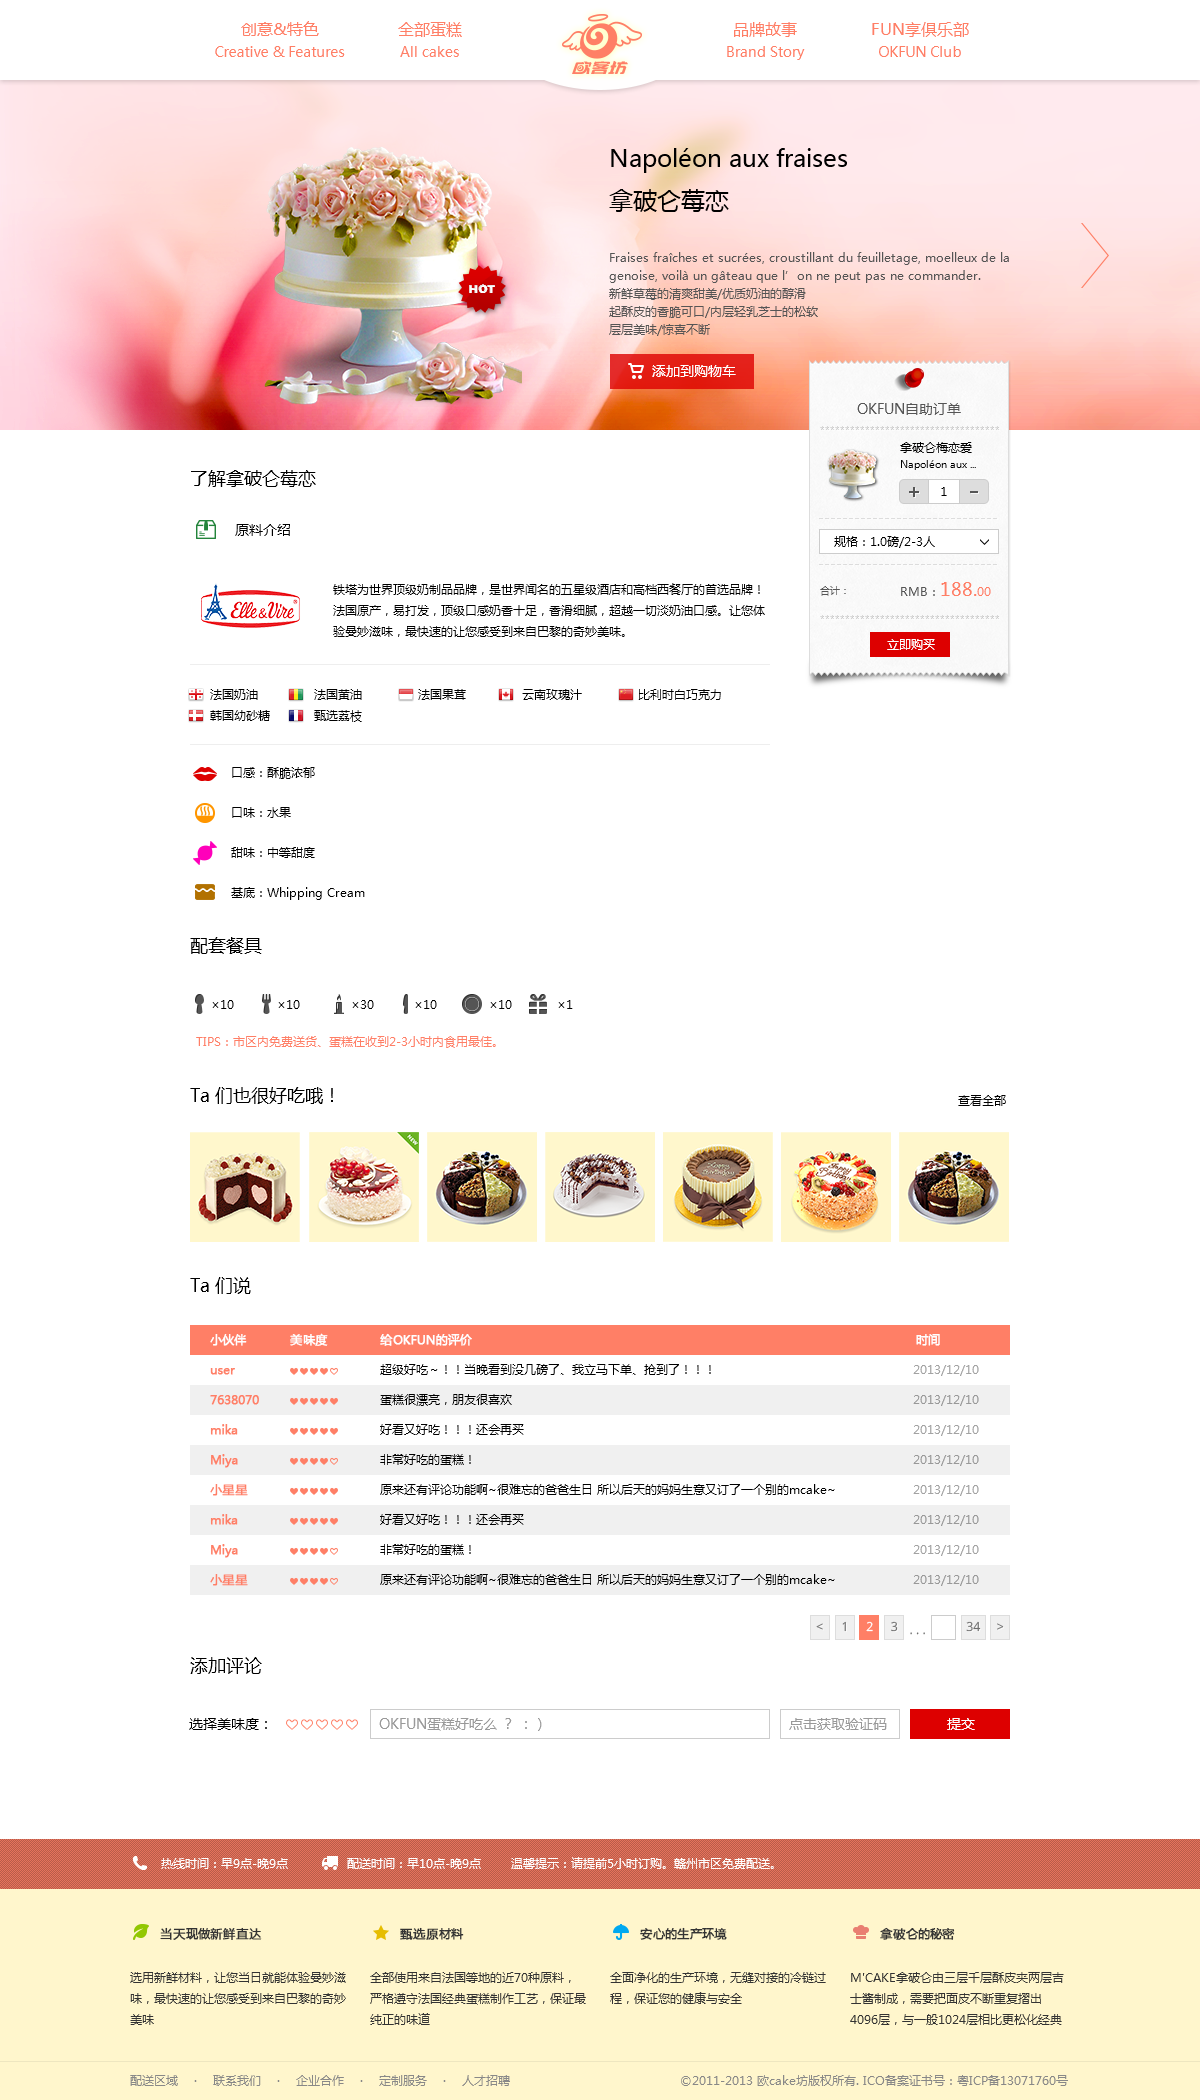 创意&特色
Creative & Features
全部蛋糕
All cakes
欧客坊
品牌故事
Brand Story
FUN享俱乐部
OKFUN Club
Napoléon aux fraises
拿破仑莓恋
Fraises fraîches et sucrées, croustillant du feuilletage, moelleux de la
genoise, voilà un gâteau que l’on ne peut pas ne commander.
新鲜草莓的清爽甜美/优质奶油的醇滑
起酥皮的香脆可口/内层轻乳芝士的松软
层层美味/惊喜不断
HOT
添加到购物车
OKFUN自助订单
拿破仑梅恋爱
Napoléon aux ...
+ 1 −
规格：1.0磅/2-3人
合计：
RMB：188.00
立即购买
了解拿破仑莓恋
原料介绍
Elle&Vire
铁塔为世界顶级奶制品品牌，是世界闻名的五星级酒店和高档西餐厅的首选品牌！
法国原产，易打发，顶级口感奶香十足，香滑细腻，超越一切淡奶油口感。让您体
验曼妙滋味，最快速的让您感受到来自巴黎的奇妙美味。
法国奶油 法国黄油 法国果茸 云南玫瑰汁 比利时白巧克力
韩国幼砂糖 甄选荔枝
口感：酥脆浓郁
口味：水果
甜味：中等甜度
基底：Whipping Cream
配套餐具
×10 ×10 ×30 ×10 ×10 ×1
TIPS：市区内免费送货、蛋糕在收到2-3小时内食用最佳。
Ta 们也很好吃哦！
查看全部
NEW
Ta 们说
小伙伴 美味度 给OKFUN的评价 时间
user 超级好吃～！！当晚看到没几磅了、我立马下单、抢到了！！！ 2013/12/10
7638070 蛋糕很漂亮，朋友很喜欢 2013/12/10
mika 好看又好吃！！！还会再买 2013/12/10
Miya 非常好吃的蛋糕！ 2013/12/10
小星星 原来还有评论功能啊~很难忘的爸爸生日 所以后天的妈妈生意又订了一个别的mcake~ 2013/12/10
mika 好看又好吃！！！还会再买 2013/12/10
Miya 非常好吃的蛋糕！ 2013/12/10
小星星 原来还有评论功能啊~很难忘的爸爸生日 所以后天的妈妈生意又订了一个别的mcake~ 2013/12/10
< 1 2 3 ... 34 >
添加评论
选择美味度：
OKFUN蛋糕好吃么 ？ ：）
点击获取验证码
提交
热线时间：早9点-晚9点
配送时间：早10点-晚9点
温馨提示：请提前5小时订购。赣州市区免费配送。
当天现做新鲜直达
选用新鲜材料，让您当日就能体验曼妙滋
味，最快速的让您感受到来自巴黎的奇妙
美味
甄选原材料
全部使用来自法国等地的近70种原料，
严格遵守法国经典蛋糕制作工艺，保证最
纯正的味道
安心的生产环境
全面净化的生产环境，无缝对接的冷链过
程，保证您的健康与安全
拿破仑的秘密
M'CAKE拿破仑由三层千层酥皮夹两层吉
士酱制成，需要把面皮不断重复摺出
4096层，与一般1024层相比更松化经典
配送区域 · 联系我们 · 企业合作 · 定制服务 · 人才招聘
©2011-2013 欧cake坊版权所有. ICO备案证书号：粤ICP备13071760号